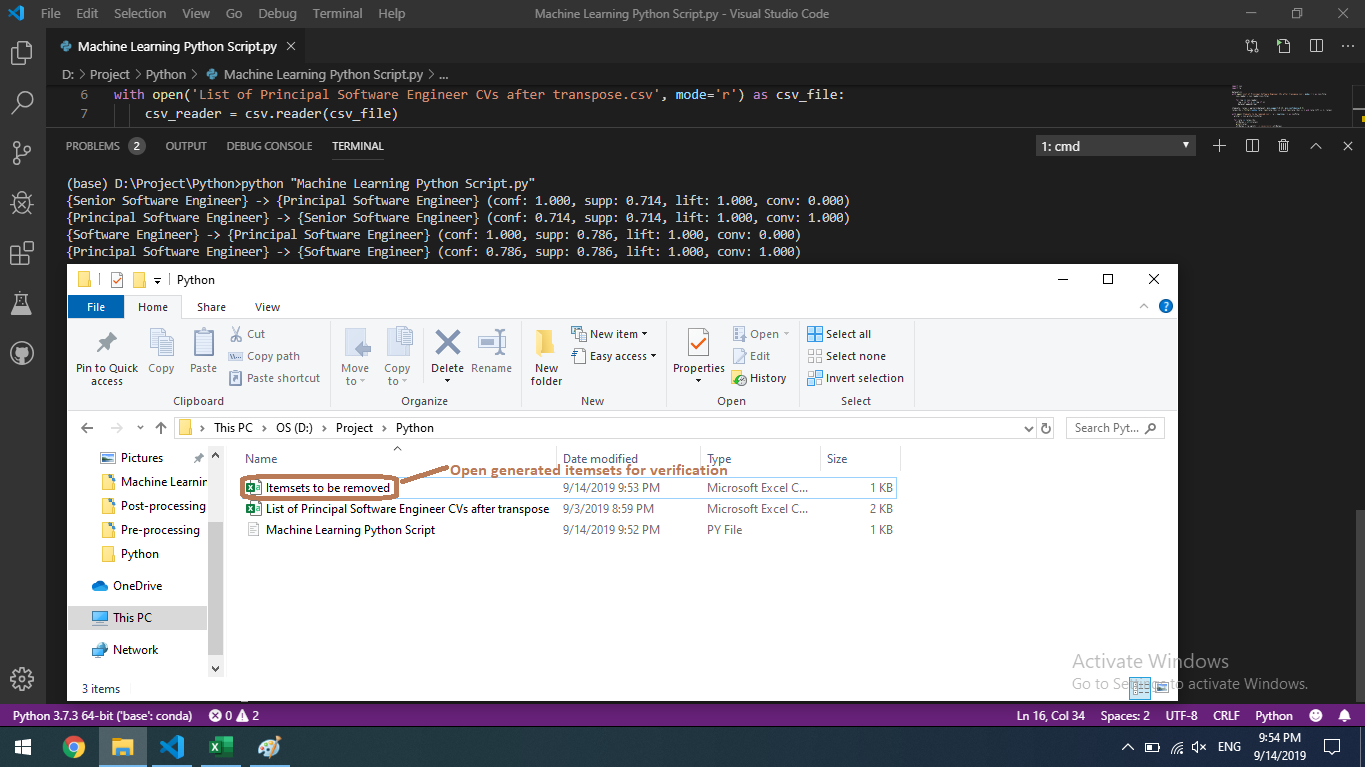 File Edit Selection View Go Debug Terminal Help Machine Learning Python Script.py - Visual Studio Code
Machine Learning Python Script.py
D: > Project > Python > Machine Learning Python Script.py > ...
6 with open('List of Principal Software Engineer CVs after transpose.csv', mode='r') as csv_file:
7 csv_reader = csv.reader(csv_file)
PROBLEMS 2 OUTPUT DEBUG CONSOLE TERMINAL 1: cmd
(base) D:\Project\Python>python "Machine Learning Python Script.py"
{Senior Software Engineer} -> {Principal Software Engineer} (conf: 1.000, supp: 0.714, lift: 1.000, conv: 0.000)
{Principal Software Engineer} -> {Senior Software Engineer} (conf: 0.714, supp: 0.714, lift: 1.000, conv: 1.000)
{Software Engineer} -> {Principal Software Engineer} (conf: 1.000, supp: 0.786, lift: 1.000, conv: 0.000)
{Principal Software Engineer} -> {Software Engineer} (conf: 0.786, supp: 0.786, lift: 1.000, conv: 1.000)
Python
File Home Share View
Pin to Quick access
Copy
Paste
Cut
Copy path
Paste shortcut
Move to
Copy to
Delete
Rename
New folder
New item
Easy access
Properties
Open
Edit
History
Select all
Select none
Invert selection
Clipboard Organize New Open Select
This PC > OS (D:) > Project > Python Search Pyt...
Name Date modified Type Size
Open generated itemsets for verification
Itemsets to be removed 9/14/2019 9:53 PM Microsoft Excel C... 1 KB
List of Principal Software Engineer CVs after transpose 9/3/2019 8:59 PM Microsoft Excel C... 2 KB
Machine Learning Python Script 9/14/2019 9:52 PM PY File 1 KB
Pictures
Machine Learnin
Post-processing
Pre-processing
Python
OneDrive
This PC
Network
3 items
Activate Windows
Go to Settings to activate Windows.
Python 3.7.3 64-bit ('base': conda) 0 2 Ln 16, Col 34 Spaces: 2 UTF-8 CRLF Python
ENG 9:54 PM
9/14/2019